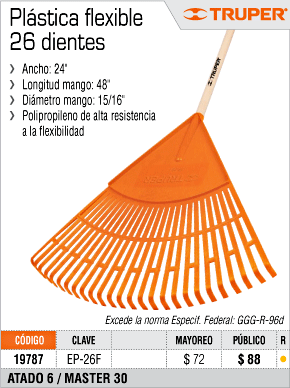 Plástica flexible
26 dientes
TRUPER®
› Ancho: 24"
› Longitud mango: 48"
› Diámetro mango: 15/16"
› Polipropileno de alta resistencia
a la flexibilidad
TRUPER
Excede la norma Específ. Federal: GGG-R-96d
CÓDIGO CLAVE MAYOREO PÚBLICO R
19787 EP-26F $ 72 $ 88
ATADO 6 / MASTER 30